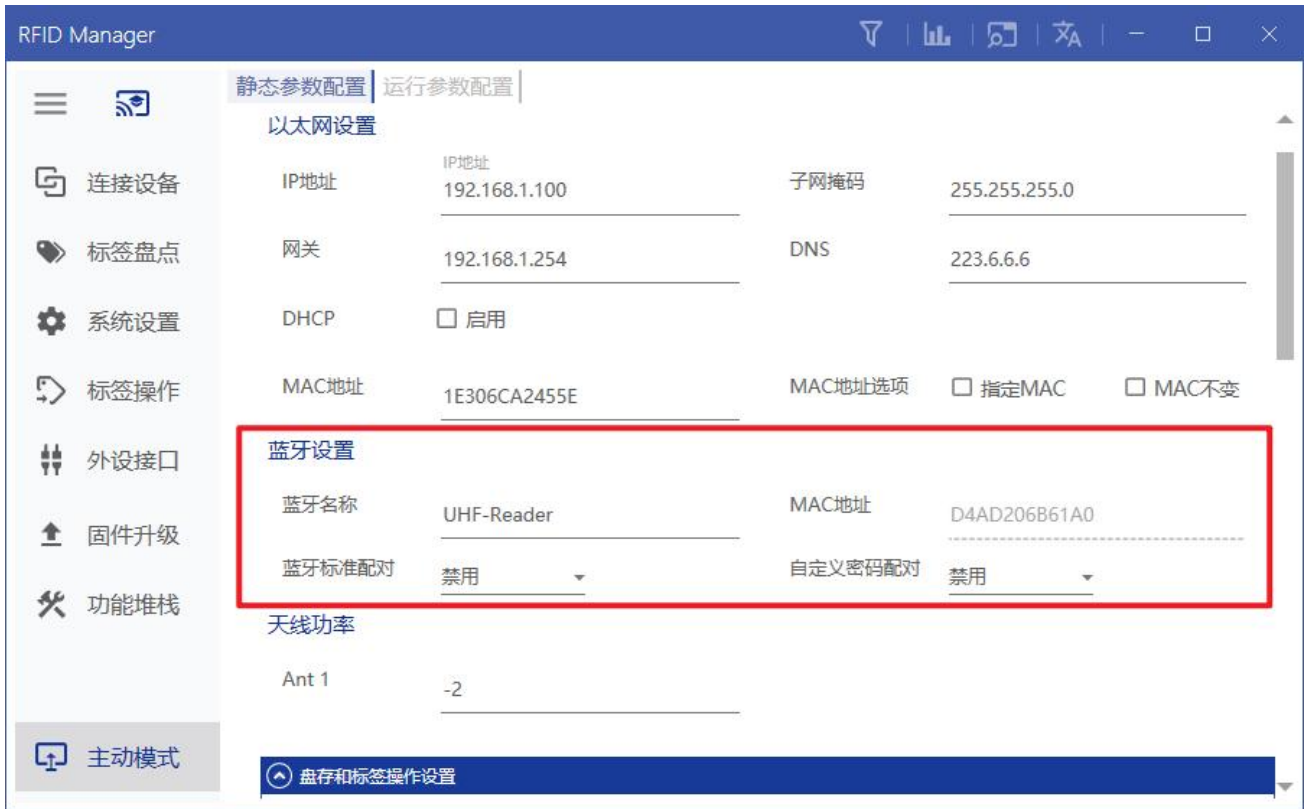 RFID Manager
静态参数配置 运行参数配置
连接设备
标签盘点
系统设置
标签操作
外设接口
固件升级
功能堆栈
主动模式
以太网设置
IP地址
IP地址 192.168.1.100 子网掩码 255.255.255.0
网关 192.168.1.254 DNS 223.6.6.6
DHCP 启用
MAC地址 1E306CA2455E MAC地址选项 指定MAC MAC不变
蓝牙设置
蓝牙名称 UHF-Reader MAC地址 D4AD206B61A0
蓝牙标准配对 禁用 自定义密码配对 禁用
天线功率
Ant 1 -2
盘存和标签操作设置